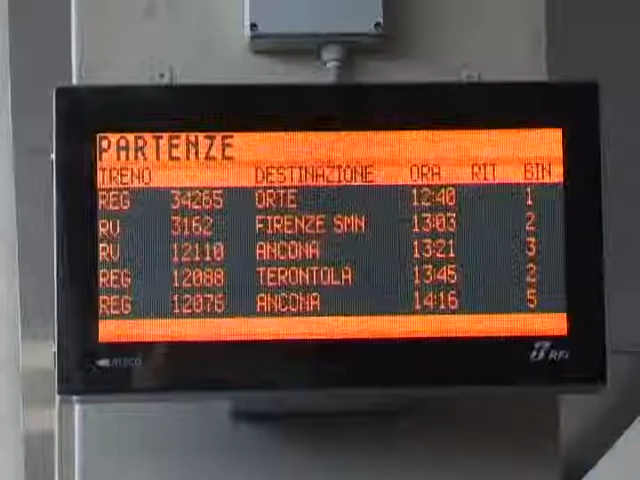 PARTENZE
TRENO DESTINAZIONE ORA RIT BIN
REG 34265 ORTE 12:40 1
RV 3162 FIRENZE SMN 13:03 2
RV 12110 ANCONA 13:21 3
REG 12088 TERONTOLA 13:45 2
REG 12076 ANCONA 14:16 5
RFI